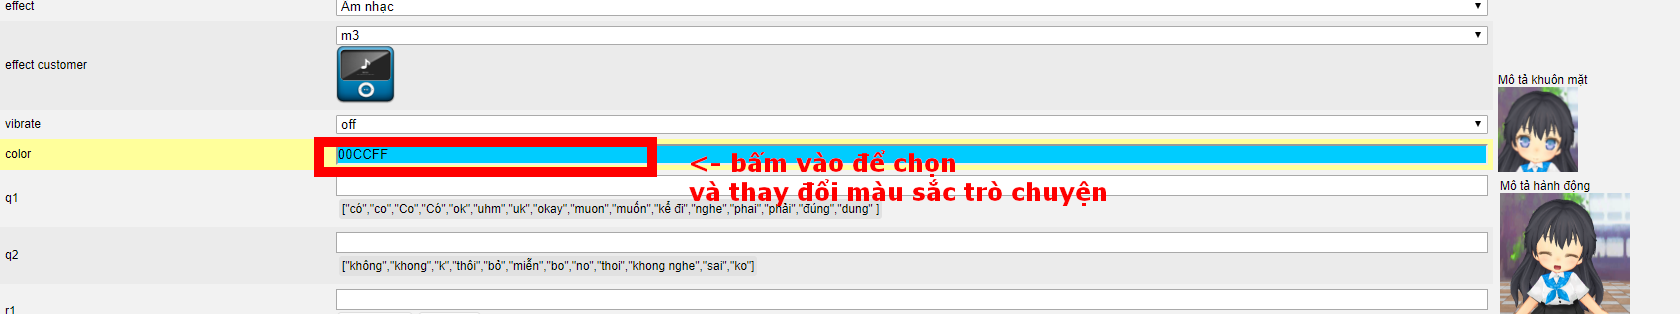 effect
Âm nhạc
m3
effect customer
Mô tả khuôn mặt
vibrate
off
color
00CCFF
<- bấm vào để chọn
và thay đổi màu sắc trò chuyện
Mô tả hành động
q1
["có","co","Co","Có","ok","uhm","uk","okay","muon","muốn","kể đi","nghe","phai","phải","đúng","dung" ]
q2
["không","khong","k","thôi","bỏ","miễn","bo","no","thoi","khong nghe","sai","ko"]
r1